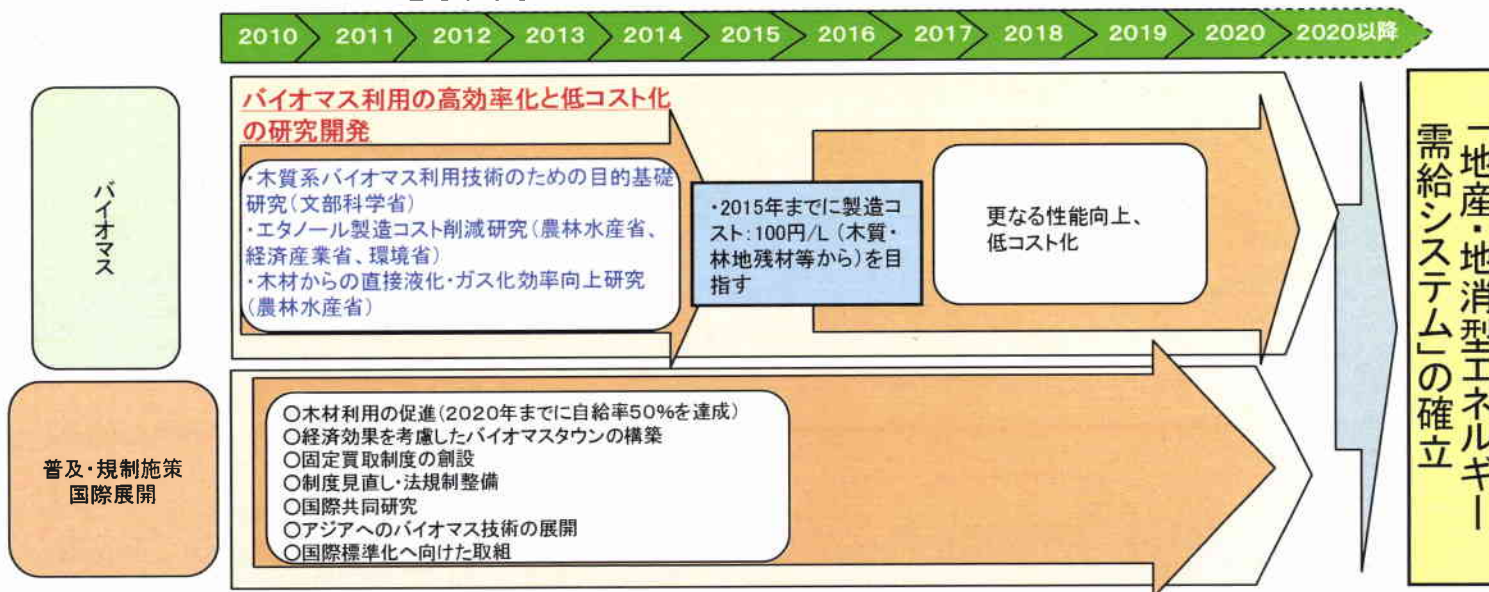 2010
2011
2012
2013
2014
2015
2016
2017
2018
2019
2020
2020以降
バイオマス
バイオマス利用の高効率化と低コスト化
の研究開発
・木質系バイオマス利用技術のための目的基礎
研究(文部科学省)
・エタノール製造コスト削減研究(農林水産省、
経済産業省、環境省)
・木材からの直接液化・ガス化効率向上研究
(農林水産省)
・2015年までに製造コ
スト:100円/L (木質・
林地残材等から)を目
指す
更なる性能向上、
低コスト化
普及・規制施策
国際展開
〇木材利用の促進(2020年までに自給率50%を達成)
〇経済効果を考慮したバイオマスタウンの構築
〇固定買取制度の創設
〇制度見直し・法規制整備
〇国際共同研究
〇アジアへのバイオマス技術の展開
〇国際標準化へ向けた取組
「地産・地消型エネルギー
需給システム」の確立